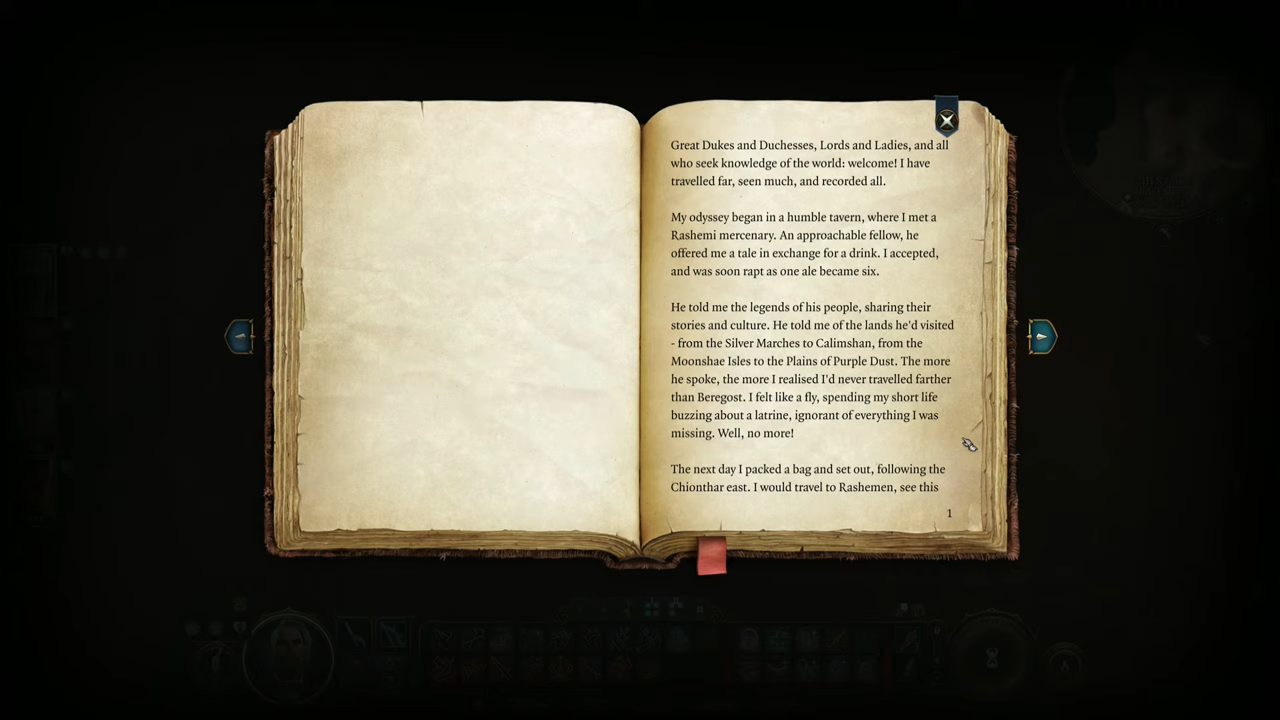 Great Dukes and Duchesses, Lords and Ladies, and all
who seek knowledge of the world: welcome! I have
travelled far, seen much, and recorded all.
My odyssey began in a humble tavern, where I met a
Rashemi mercenary. An approachable fellow, he
offered me a tale in exchange for a drink. I accepted,
and was soon rapt as one ale became six.
He told me the legends of his people, sharing their
stories and culture. He told me of the lands he'd visited
- from the Silver Marches to Calimshan, from the
Moonshae Isles to the Plains of Purple Dust. The more
he spoke, the more I realised I'd never travelled farther
than Beregost. I felt like a fly, spending my short life
buzzing about a latrine, ignorant of everything I was
missing. Well, no more!
The next day I packed a bag and set out, following the
Chionthar east. I would travel to Rashemen, see this
1